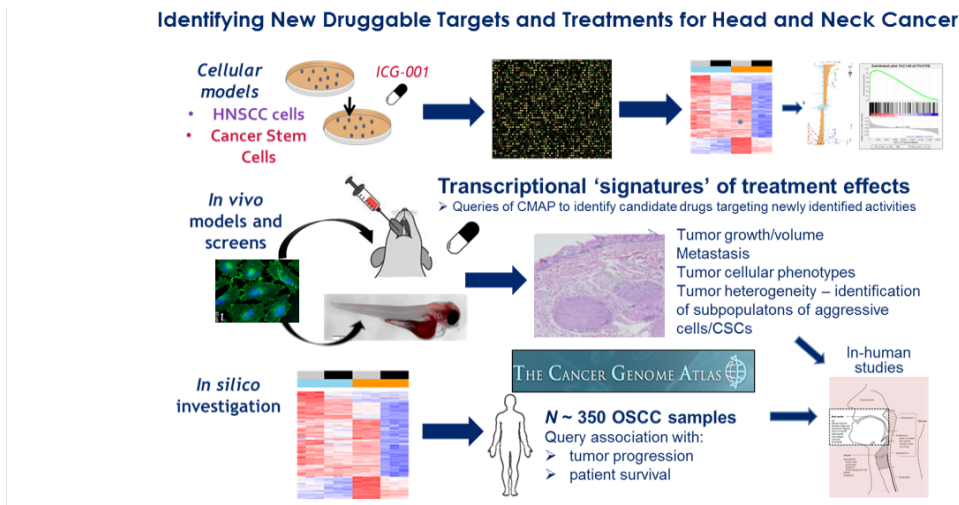 Identifying New Druggable Targets and Treatments for Head and Neck Cancer
Cellular
models
• HNSCC cells
• Cancer Stem
Cells
ICG-001
Transcriptional ‘signatures’ of treatment effects
➢ Queries of CMAP to identify candidate drugs targeting newly identified activities
In vivo
models and
screens
Tumor growth/volume
Metastasis
Tumor cellular phenotypes
Tumor heterogeneity – identification
of subpopulatons of aggressive
cells/CSCs
In-human
studies
In silico
investigation
THE CANCER GENOME ATLAS
N ~ 350 OSCC samples
Query association with:
➢ tumor progression
➢ patient survival